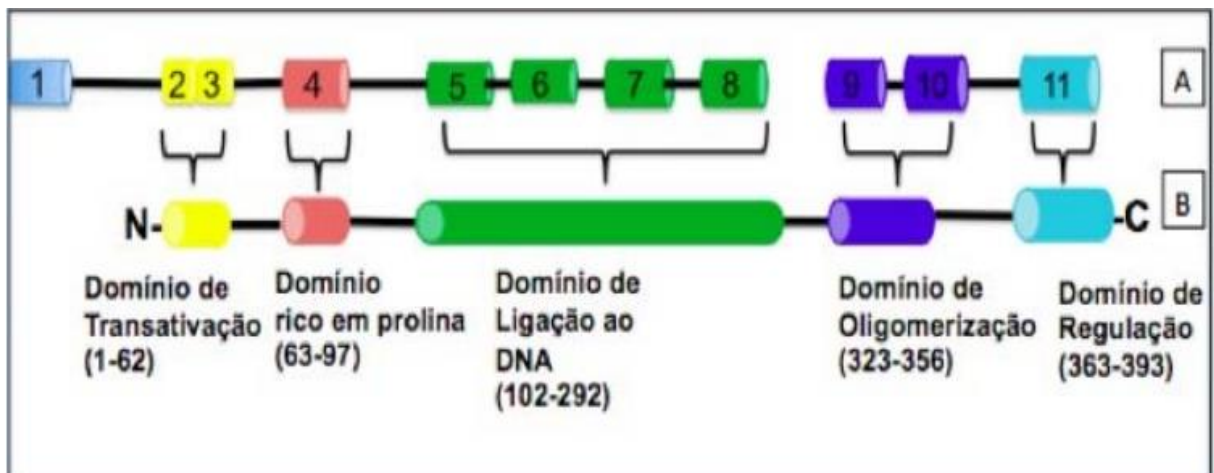 1 2 3 4 5 6 7 8 9 10 11 A
N- -C B
Domínio de
Transativação
(1-62)
Domínio
rico em prolina
(63-97)
Domínio de
Ligação ao
DNA
(102-292)
Domínio de
Oligomerização
(323-356)
Domínio de
Regulação
(363-393)